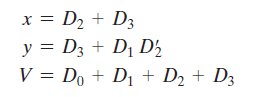 x = D₂ + D₃
y = D₃ + D₁ D′₂
V = D₀ + D₁ + D₂ + D₃